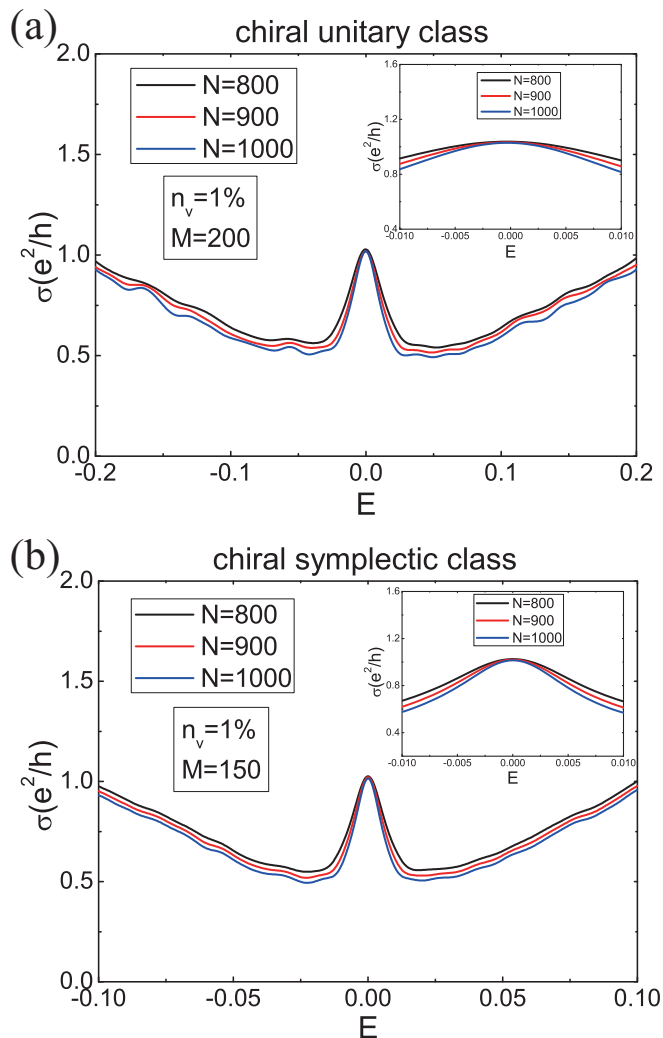 (a)
chiral unitary class
2.0
1.5
1.0
0.5
0.0
σ(e²/h)
N=800
N=900
N=1000
nᵥ=1%
M=200
1.6
1.2
0.8
0.4
σ(e²/h)
N=800
N=900
N=1000
-0.010 -0.005 0.000 0.005 0.010
E
-0.2 -0.1 0.0 0.1 0.2
E
(b)
chiral symplectic class
2.0
1.5
1.0
0.5
0.0
σ(e²/h)
N=800
N=900
N=1000
nᵥ=1%
M=150
1.6
1.2
0.8
0.4
σ(e²/h)
N=800
N=900
N=1000
-0.010 -0.005 0.000 0.005 0.010
E
-0.10 -0.05 0.00 0.05 0.10
E